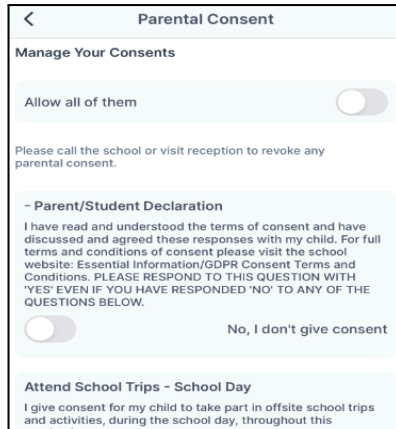 Parental Consent
Manage Your Consents
Allow all of them
Please call the school or visit reception to revoke any
parental consent.
- Parent/Student Declaration
I have read and understood the terms of consent and have
discussed and agreed these responses with my child. For full
terms and conditions of consent please visit the school
website: Essential Information/GDPR Consent Terms and
Conditions. PLEASE RESPOND TO THIS QUESTION WITH
'YES' EVEN IF YOU HAVE RESPONDED 'NO' TO ANY OF THE
QUESTIONS BELOW.
No, I don't give consent
Attend School Trips - School Day
I give consent for my child to take part in offsite school trips
and activities, during the school day, throughout this